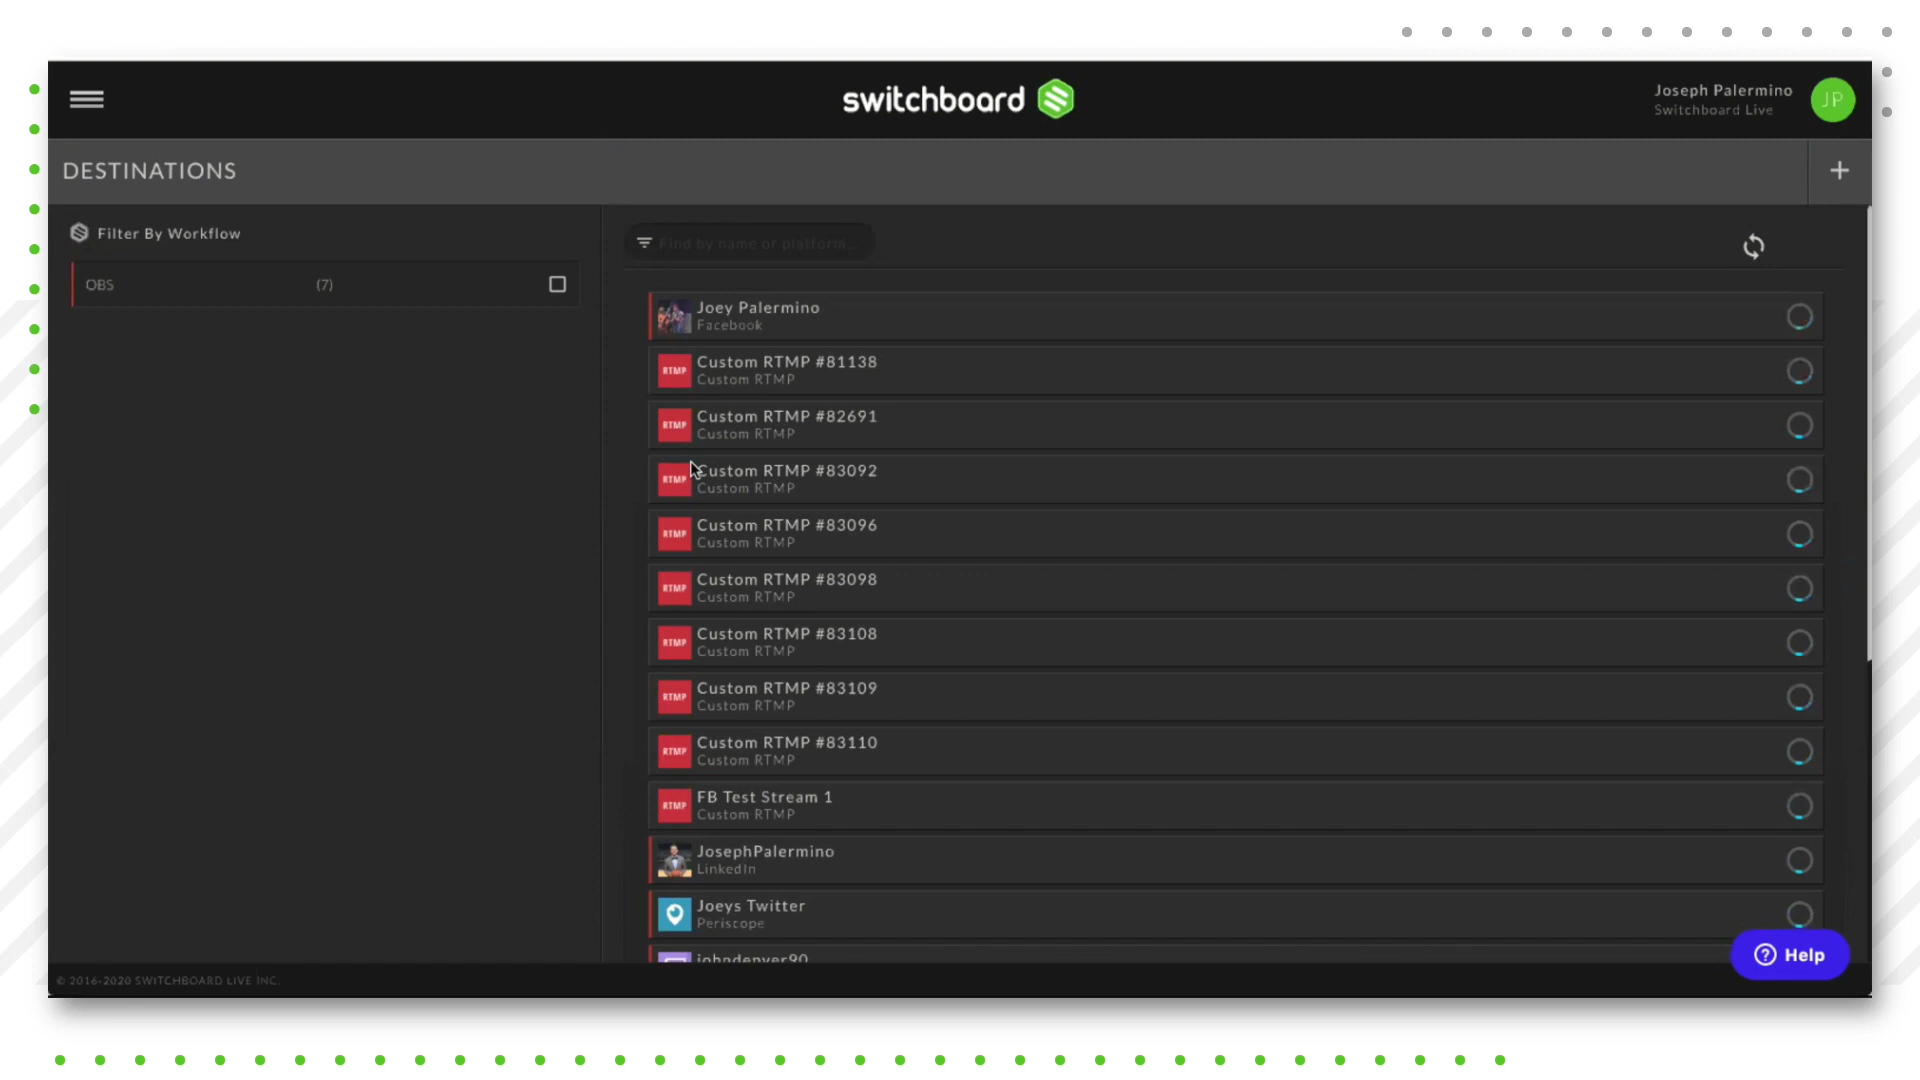 switchboard
Joseph Palermino
Switchboard Live
JP
DESTINATIONS
Filter By Workflow
OBS (7)
Find by name or platform...
Joey Palermino
Facebook
RTMP
Custom RTMP #81138
Custom RTMP
RTMP
Custom RTMP #82691
Custom RTMP
RTMP
Custom RTMP #83092
Custom RTMP
RTMP
Custom RTMP #83096
Custom RTMP
RTMP
Custom RTMP #83098
Custom RTMP
RTMP
Custom RTMP #83108
Custom RTMP
RTMP
Custom RTMP #83109
Custom RTMP
RTMP
Custom RTMP #83110
Custom RTMP
RTMP
FB Test Stream 1
Custom RTMP
JosephPalermino
LinkedIn
Joeys Twitter
Periscope
johndenver90
Help
© 2016-2020 SWITCHBOARD LIVE INC.